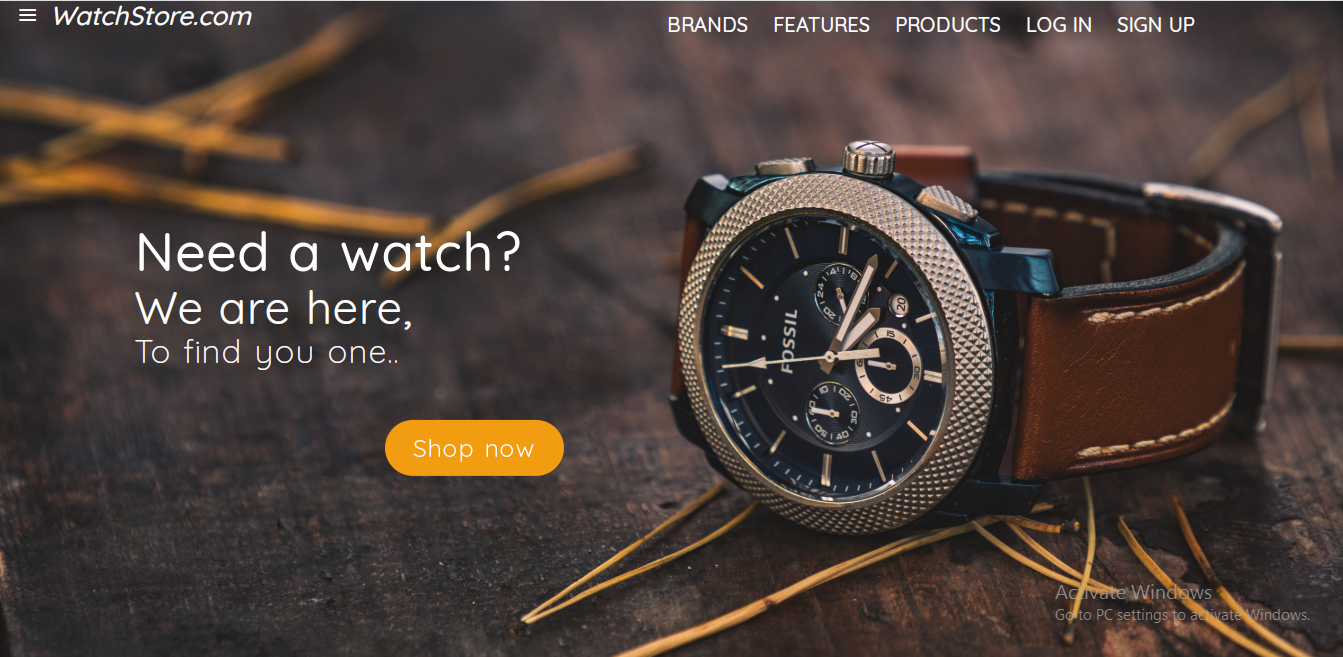 WatchStore.com
BRANDS FEATURES PRODUCTS LOG IN SIGN UP
Need a watch?
We are here,
To find you one..
Shop now
FOSSIL
20
Activate Windows
Go to PC settings to activate Windows.